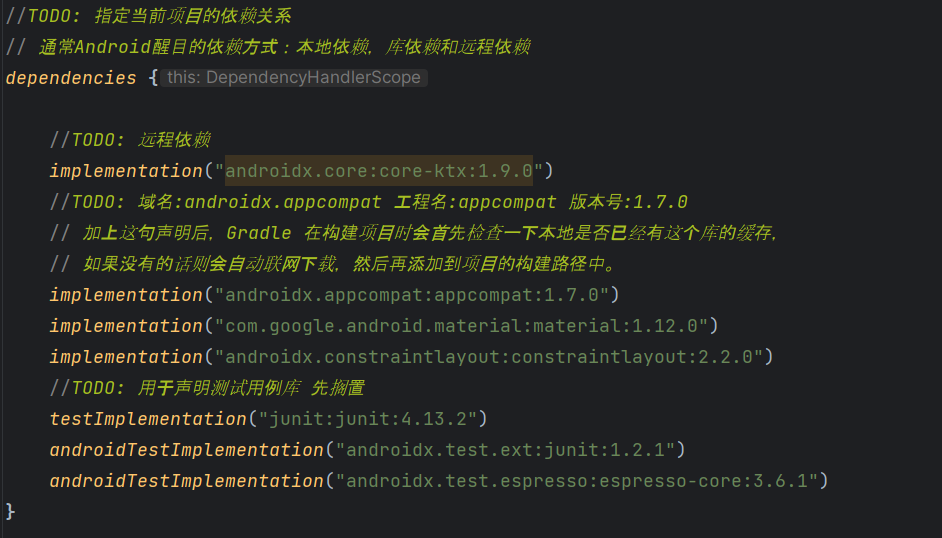 //TODO: 指定当前项目的依赖关系
// 通常Android醒目的依赖方式：本地依赖，库依赖和远程依赖
dependencies { this: DependencyHandlerScope
//TODO: 远程依赖
implementation("androidx.core:core-ktx:1.9.0")
//TODO: 域名:androidx.appcompat 工程名:appcompat 版本号:1.7.0
// 加上这句声明后，Gradle 在构建项目时会首先检查一下本地是否已经有这个库的缓存，
// 如果没有的话则会自动联网下载，然后再添加到项目的构建路径中。
implementation("androidx.appcompat:appcompat:1.7.0")
implementation("com.google.android.material:material:1.12.0")
implementation("androidx.constraintlayout:constraintlayout:2.2.0")
//TODO: 用于声明测试用例库 先搁置
testImplementation("junit:junit:4.13.2")
androidTestImplementation("androidx.test.ext:junit:1.2.1")
androidTestImplementation("androidx.test.espresso:espresso-core:3.6.1")
}